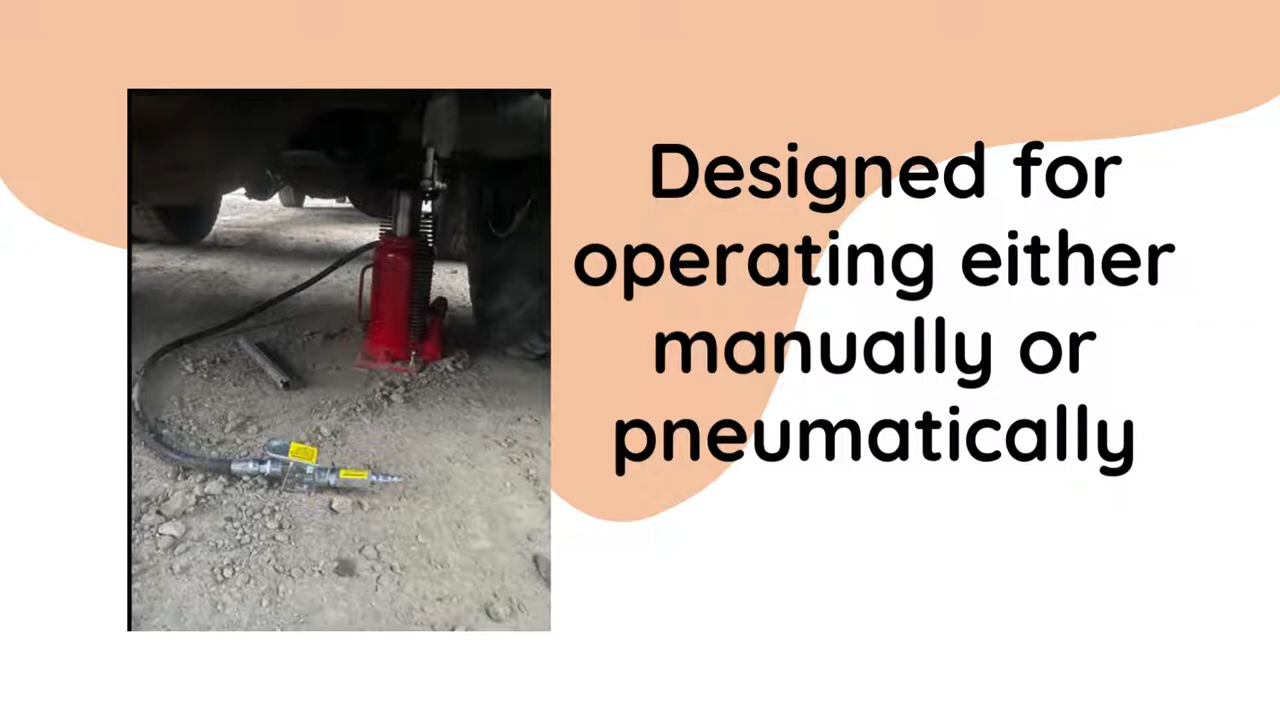 Designed for
operating either
manually or
pneumatically